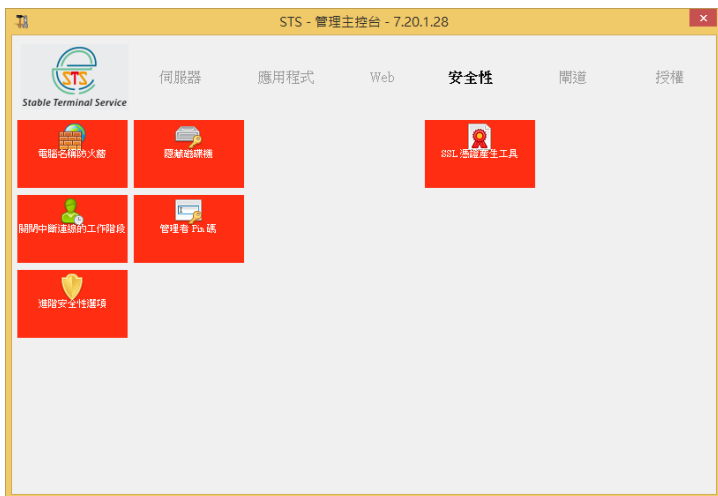 STS - 管理主控台 - 7.20.1.28
STS
Stable Terminal Service
伺服器
應用程式
Web
安全性
閘道
授權
電腦名稱防火牆
隱藏磁碟機
SSL 憑證產生工具
關閉中斷連線的工作階段
管理者 Pin 碼
進階安全性選項